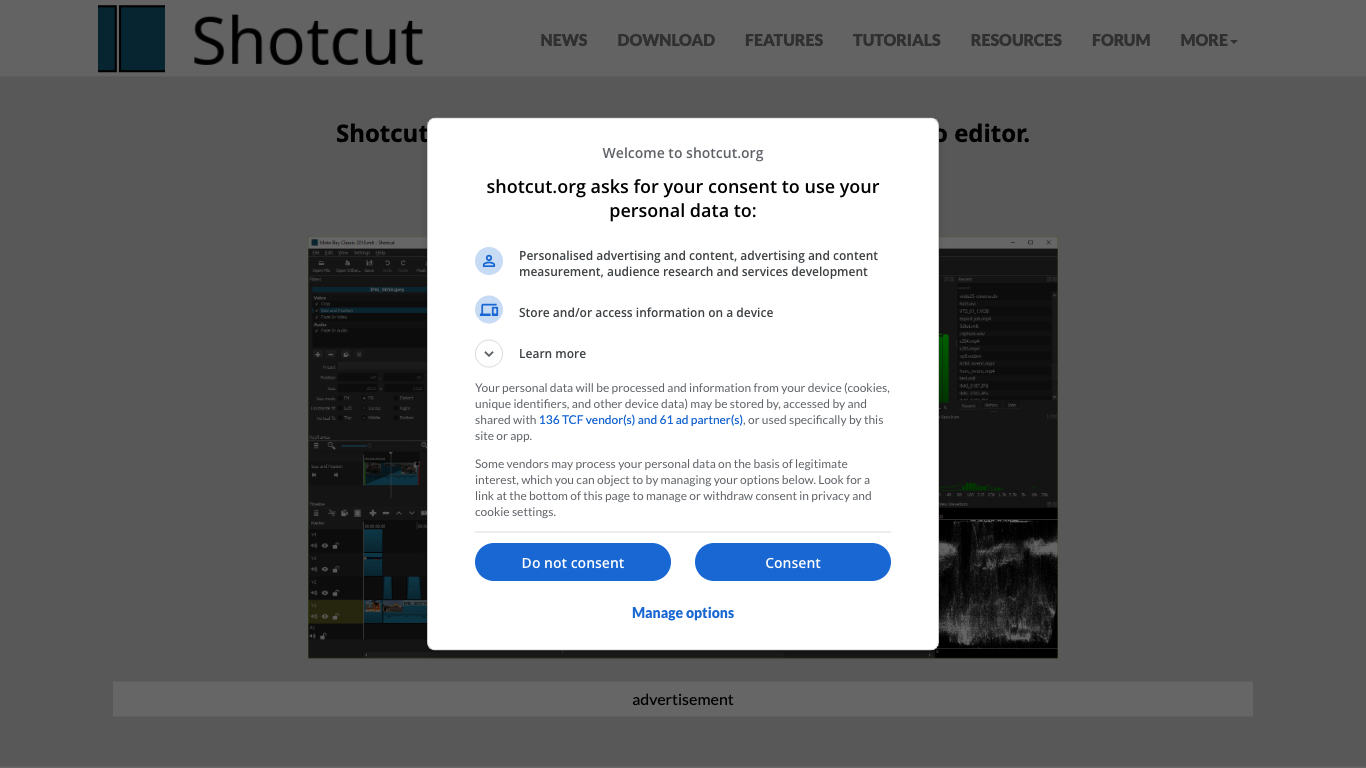 Shotcut
NEWS DOWNLOAD FEATURES TUTORIALS RESOURCES FORUM MORE
Shotcut
editor.
Welcome to shotcut.org
shotcut.org asks for your consent to use your
personal data to:
Personalised advertising and content, advertising and content
measurement, audience research and services development
Store and/or access information on a device
Learn more
Your personal data will be processed and information from your device (cookies,
unique identifiers, and other device data) may be stored by, accessed by and
shared with 136 TCF vendor(s) and 61 ad partner(s), or used specifically by this
site or app.
Some vendors may process your personal data on the basis of legitimate
interest, which you can object to by managing your options below. Look for a
link at the bottom of this page to manage or withdraw consent in privacy and
cookie settings.
Do not consent
Consent
Manage options
advertisement